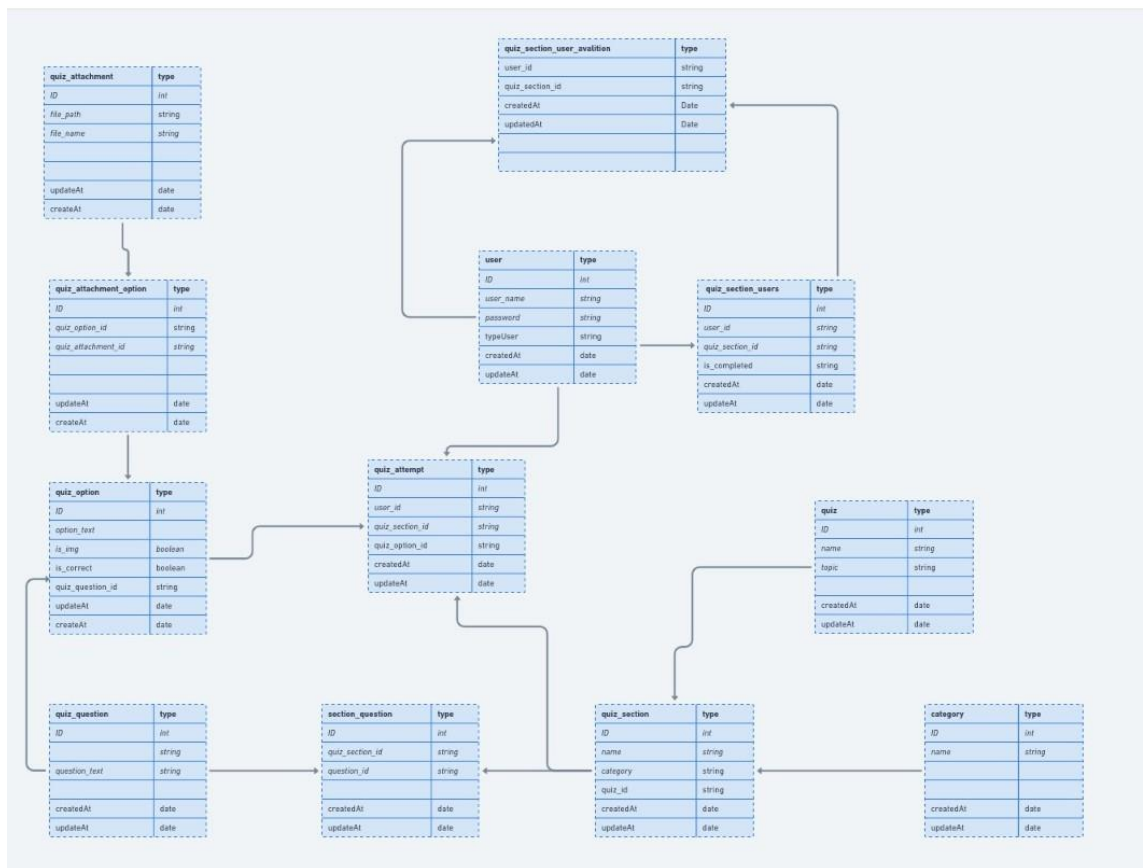 quiz_section_user_avalition type
user_id string
quiz_section_id string
createdAt Date
updatedAt Date
quiz_attachment type
ID int
file_path string
file_name string
updateAt date
createAt date
user type
ID int
user_name string
password string
typeUser string
createdAt date
updateAt date
quiz_attachment_option type
ID int
quiz_option_id string
quiz_attachment_id string
updateAt date
createAt date
quiz_section_users type
ID int
user_id string
quiz_section_id string
is_completed string
createdAt date
updateAt date
quiz_attempt type
ID int
user_id string
quiz_section_id string
quiz_option_id string
createdAt date
updateAt date
quiz_option type
ID int
option_text
is_img boolean
is_correct boolean
quiz_question_id string
updateAt date
createAt date
quiz type
ID int
name string
topic string
createdAt date
updateAt date
quiz_question type
ID int
string
question_text string
createdAt date
updateAt date
section_question type
ID int
quiz_section_id string
question_id string
createdAt date
updateAt date
quiz_section type
ID int
name string
category string
quiz_id string
createdAt date
updateAt date
category type
ID int
name string
createdAt date
updateAt date